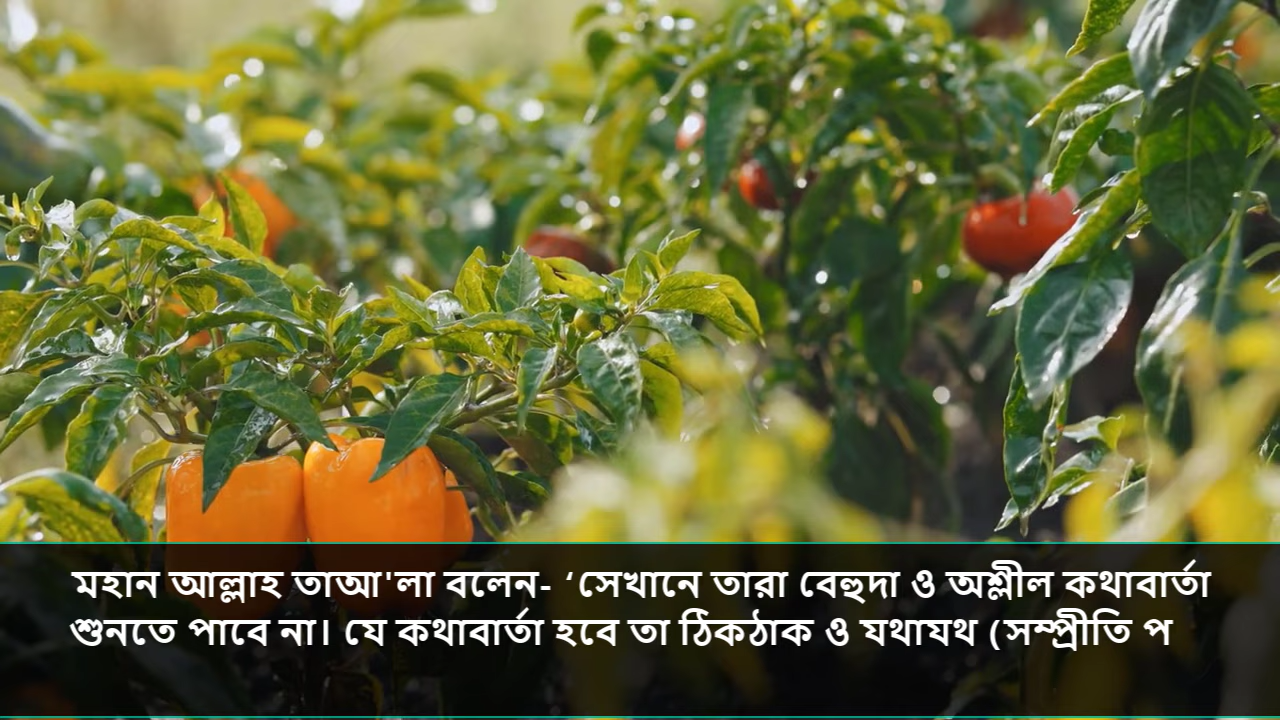 মহান আল্লাহ তাআ'লা বলেন- ‘সেখানে তারা বেহুদা ও অশ্লীল কথাবার্তা
শুনতে পাবে না। যে কথাবার্তা হবে তা ঠিকঠাক ও যথাযথ (সম্প্রীতি প